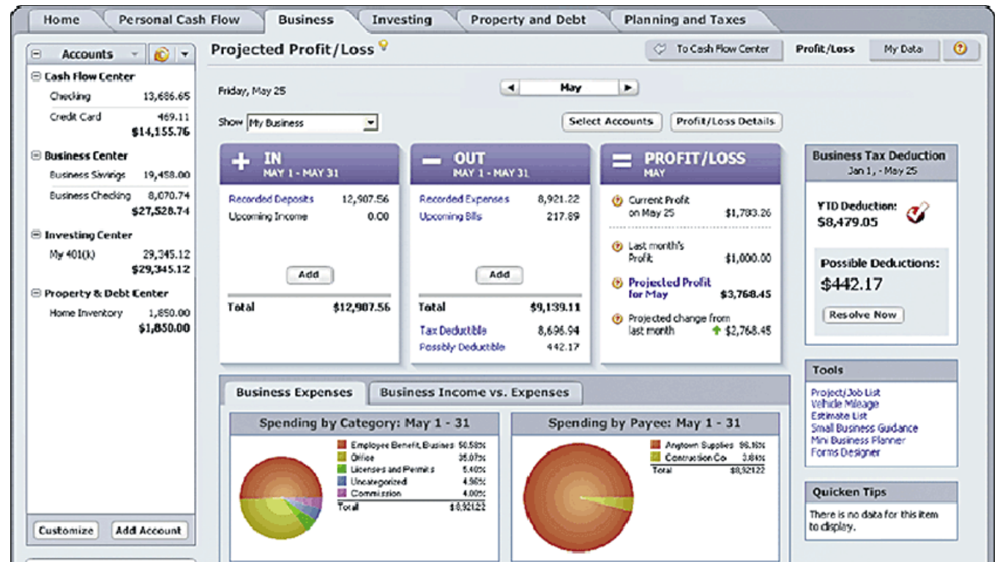 Home Personal Cash Flow Business Investing Property and Debt Planning and Taxes
Accounts
Cash Flow Center
Checking 13,686.65
Credit Card 469.11
$14,155.76
Business Center
Business Savings 19,458.00
Business Checking 8,070.74
$27,528.74
Investing Center
My 401(k) 29,345.12
$29,345.12
Property & Debt Center
Home Inventory 1,850.00
$1,850.00
Customize Add Account
Projected Profit/Loss
To Cash Flow Center Profit/Loss My Data ?
Friday, May 25
May
Show My Business
Select Accounts Profit/Loss Details
+ IN
MAY 1 - MAY 31
Recorded Deposits 12,907.56
Upcoming Income 0.00
Add
Total $12,907.56
− OUT
MAY 1 - MAY 31
Recorded Expenses 8,921.22
Upcoming Bills 217.89
Add
Total $9,139.11
Tax Deductible 8,696.94
Possibly Deductible 442.17
= PROFIT/LOSS
MAY
? Current Profit
on May 25 $1,783.26
? Last month's
Profit $1,000.00
? Projected Profit
for May $3,768.45
? Projected change from
last month $2,768.45
Business Tax Deduction
Jan 1, - May 25
YTD Deduction:
$8,479.05
Possible Deductions:
$442.17
Resolve Now
Tools
Project/Job List
Vehicle Mileage
Estimate List
Small Business Guidance
Mini Business Planner
Forms Designer
Quicken Tips
There is no data for this item
to display.
Business Expenses Business Income vs. Expenses
Spending by Category: May 1 - 31
Employee Benefit, Busines 50.58%
Office 35.07%
Licenses and Permits 5.40%
Uncategorized 4.96%
Commission 4.00%
Total $8,921.22
Spending by Payee: May 1 - 31
Anytown Supplies 96.16%
Contruction Co 3.84%
Total $8,921.22